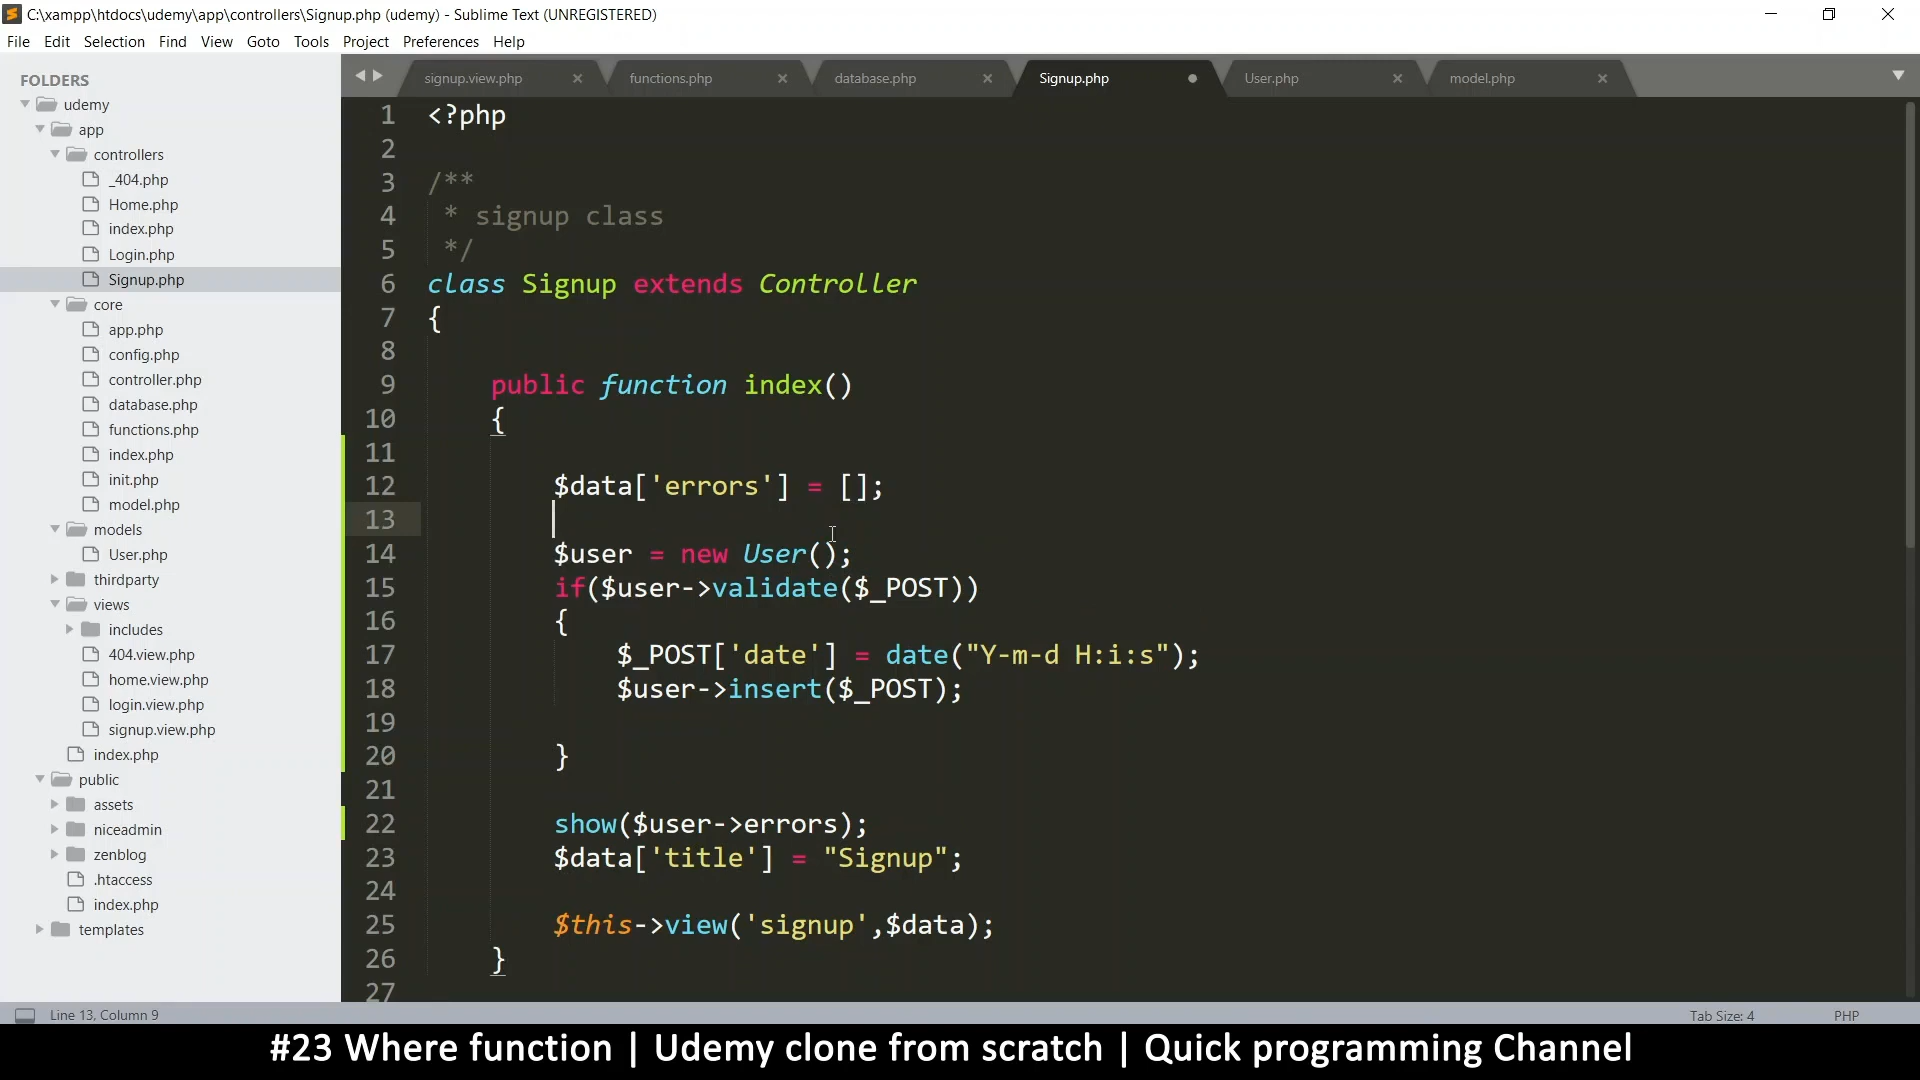 C:\xampp\htdocs\udemy\app\controllers\Signup.php (udemy) - Sublime Text (UNREGISTERED)
File Edit Selection Find View Goto Tools Project Preferences Help
FOLDERS
udemy
app
controllers
_404.php
Home.php
index.php
Login.php
Signup.php
core
app.php
config.php
controller.php
database.php
functions.php
index.php
init.php
model.php
models
User.php
thirdparty
views
includes
404.view.php
home.view.php
login.view.php
signup.view.php
index.php
public
assets
niceadmin
zenblog
.htaccess
index.php
templates
signup.view.php functions.php database.php Signup.php User.php model.php
1 <?php
2
3 /**
4  * signup class
5  */
6 class Signup extends Controller
7 {
8
9     public function index()
10     {
11
12         $data['errors'] = [];
13
14         $user = new User();
15         if($user->validate($_POST))
16         {
17             $_POST['date'] = date("Y-m-d H:i:s");
18             $user->insert($_POST);
19
20         }
21
22         show($user->errors);
23         $data['title'] = "Signup";
24
25         $this->view('signup',$data);
26     }
27
Line 13, Column 9 Tab Size: 4 PHP
#23 Where function | Udemy clone from scratch | Quick programming Channel